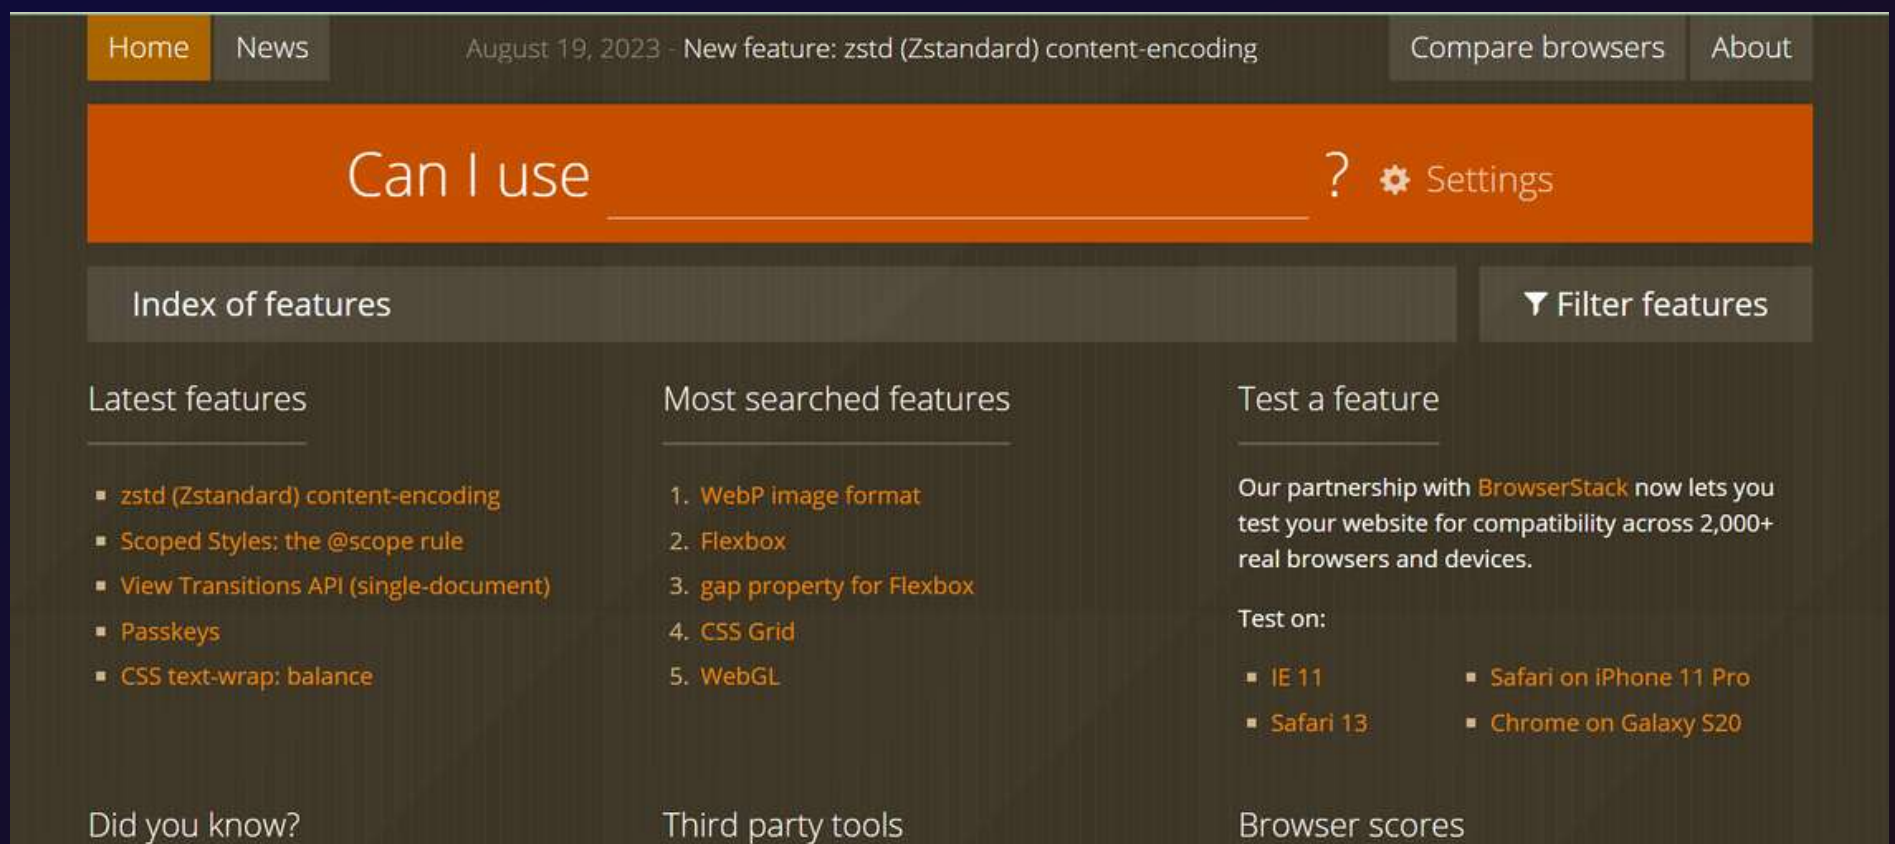 Home News August 19, 2023 - New feature: zstd (Zstandard) content-encoding Compare browsers About
Can I use ? Settings
Index of features Filter features
Latest features
zstd (Zstandard) content-encoding
Scoped Styles: the @scope rule
View Transitions API (single-document)
Passkeys
CSS text-wrap: balance
Most searched features
1. WebP image format
2. Flexbox
3. gap property for Flexbox
4. CSS Grid
5. WebGL
Test a feature
Our partnership with BrowserStack now lets you
test your website for compatibility across 2,000+
real browsers and devices.
Test on:
IE 11
Safari 13
Safari on iPhone 11 Pro
Chrome on Galaxy S20
Did you know?
Third party tools
Browser scores